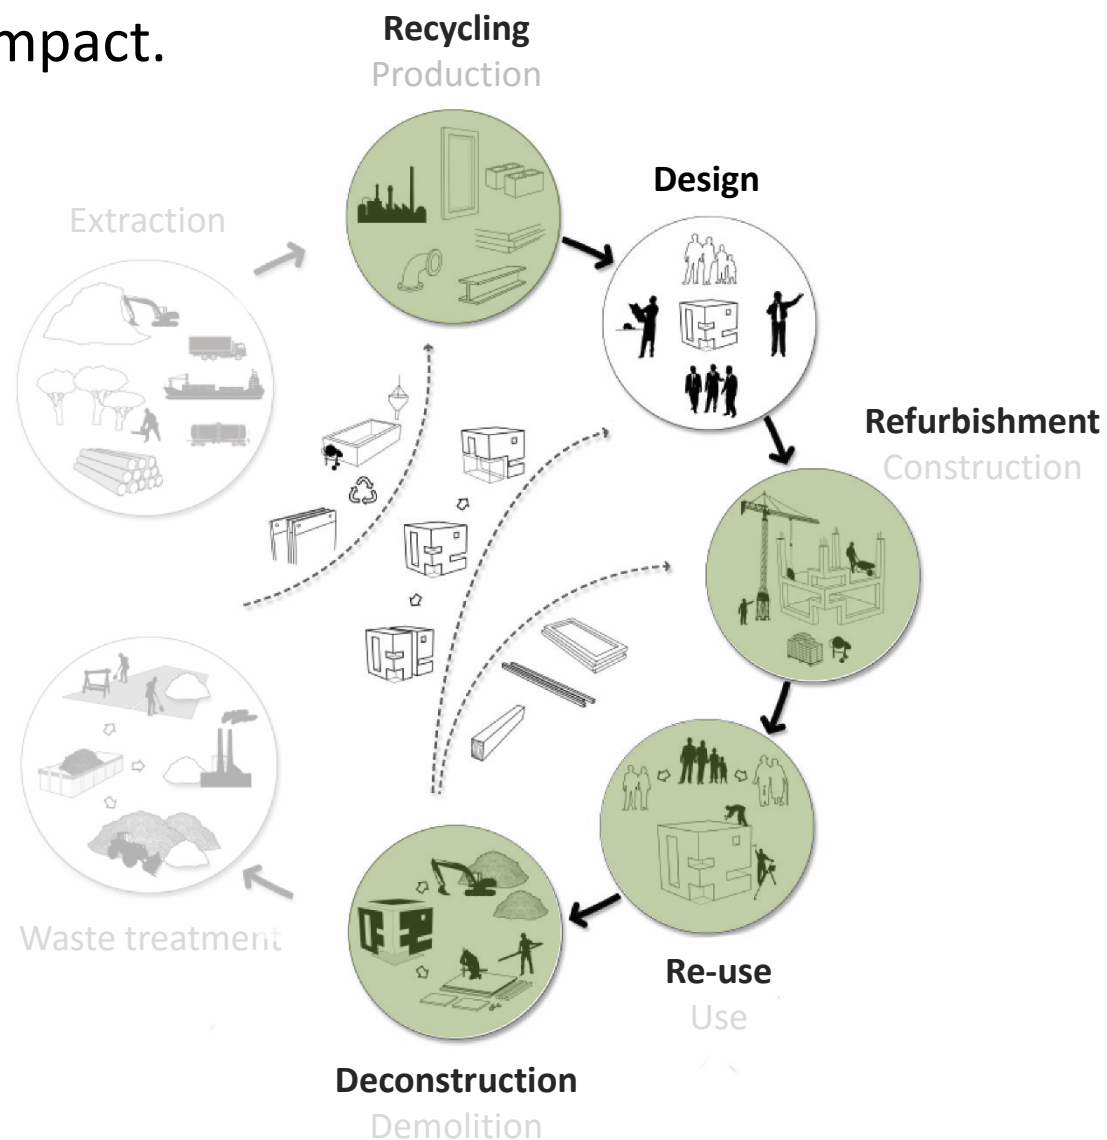 mpact.
Recycling
Production
Design
Extraction
Refurbishment
Construction
Waste treatment
Re-use
Use
Deconstruction
Demolition